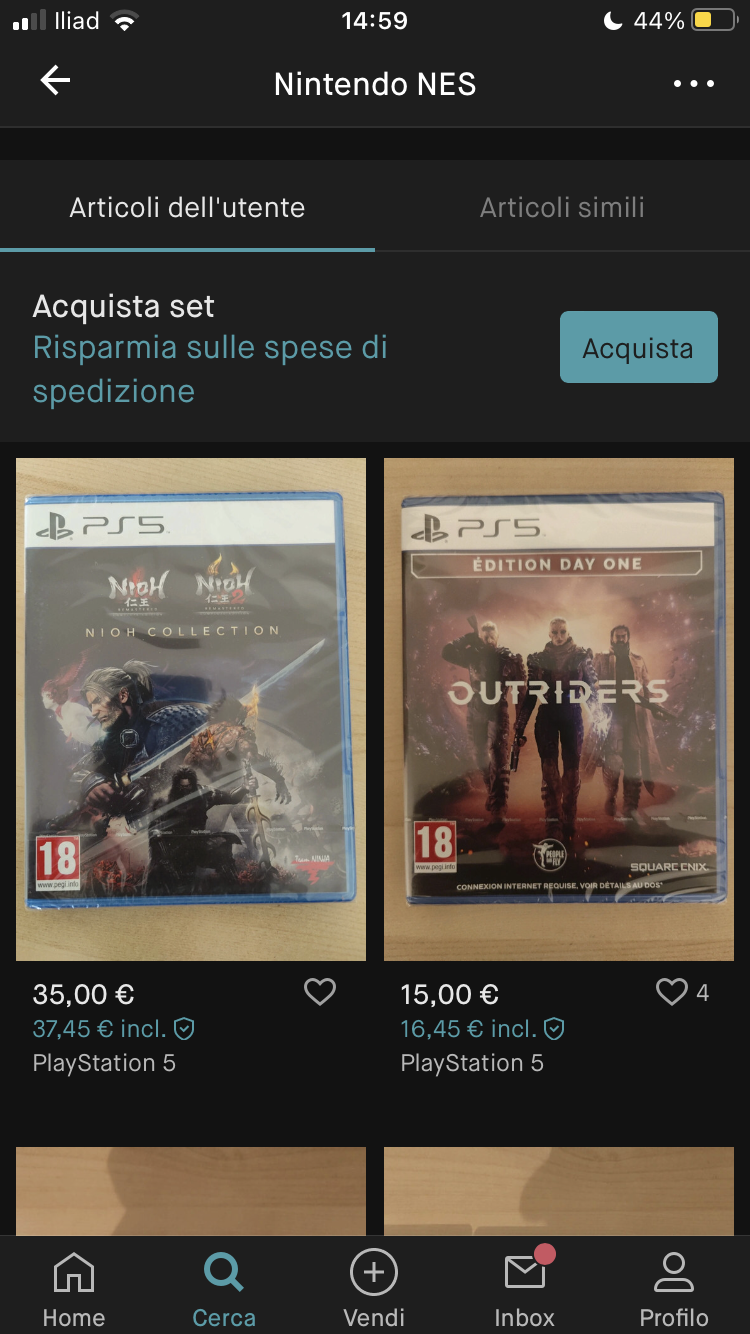 Iliad 14:59 44%
Nintendo NES
Articoli dell'utente Articoli simili
Acquista set
Risparmia sulle spese di
spedizione
Acquista
PS5
NIOH NIOH 2
仁王 仁王
REMASTERED REMASTERED
NIOH COLLECTION
18
www.pegi.info
Team NINJA
PS5
ÉDITION DAY ONE
OUTRIDERS
18
www.pegi.info
PEOPLE CAN FLY
SQUARE ENIX
CONNEXION INTERNET REQUISE, VOIR DÉTAILS AU DOS*
35,00 €
37,45 € incl.
PlayStation 5
15,00 € 4
16,45 € incl.
PlayStation 5
Home Cerca Vendi Inbox Profilo